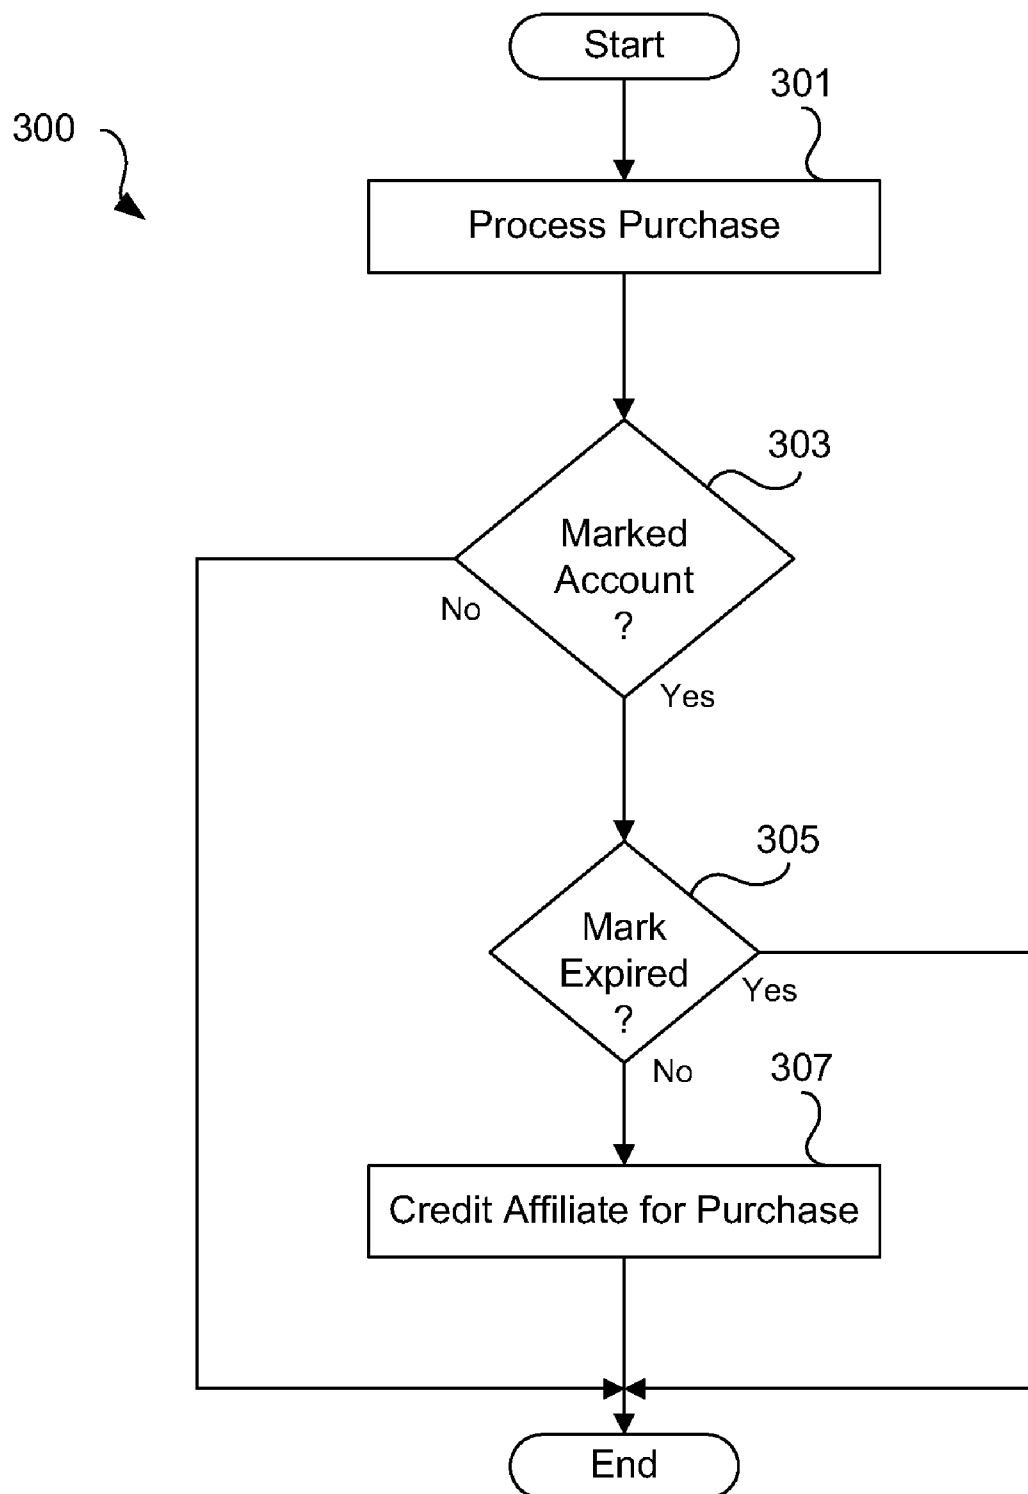 Start
301
300
Process Purchase
303
Marked
Account
?
No
Yes
305
Mark
Expired
?
Yes
No
307
Credit Affiliate for Purchase
End